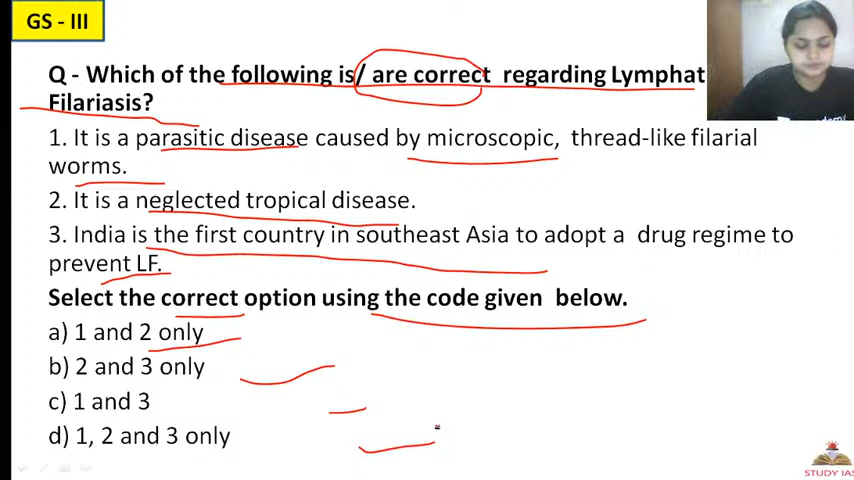 GS - III
Q - Which of the following is/ are correct regarding Lymphat
Filariasis?
1. It is a parasitic disease caused by microscopic, thread-like filarial
worms.
2. It is a neglected tropical disease.
3. India is the first country in southeast Asia to adopt a drug regime to
prevent LF.
Select the correct option using the code given below.
a) 1 and 2 only
b) 2 and 3 only
c) 1 and 3
d) 1, 2 and 3 only
STUDY IAS